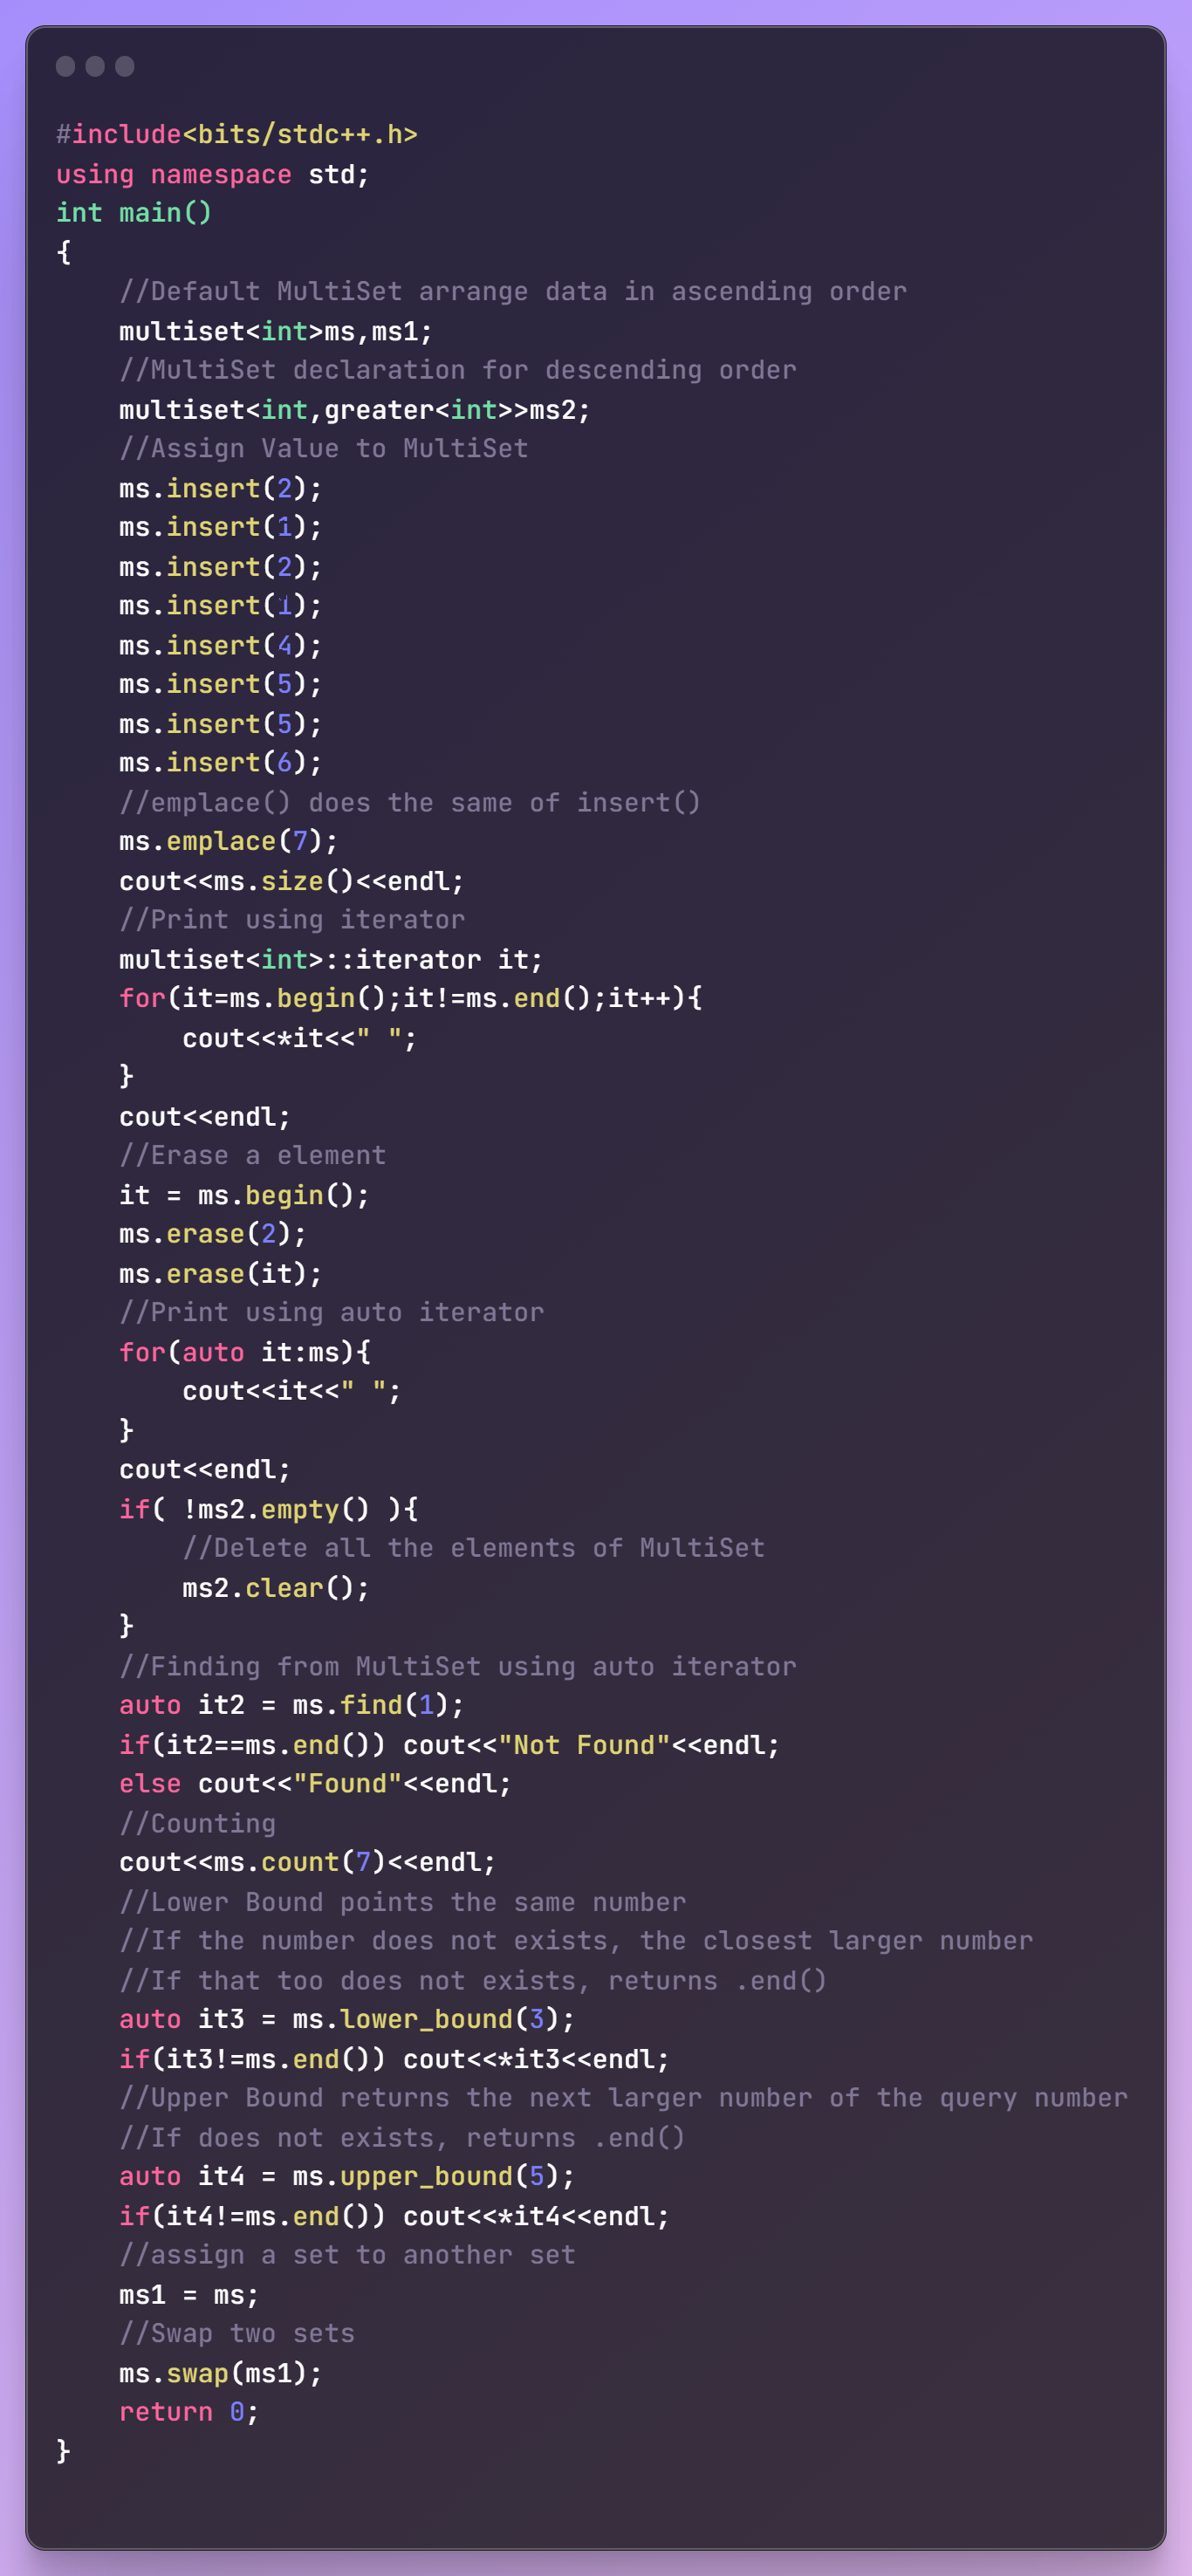 #include<bits/stdc++.h>
using namespace std;
int main()
{
    //Default MultiSet arrange data in ascending order
    multiset<int>ms,ms1;
    //MultiSet declaration for descending order
    multiset<int,greater<int>>ms2;
    //Assign Value to MultiSet
    ms.insert(2);
    ms.insert(1);
    ms.insert(2);
    ms.insert(1);
    ms.insert(4);
    ms.insert(5);
    ms.insert(5);
    ms.insert(6);
    //emplace() does the same of insert()
    ms.emplace(7);
    cout<<ms.size()<<endl;
    //Print using iterator
    multiset<int>::iterator it;
    for(it=ms.begin();it!=ms.end();it++){
        cout<<*it<<" ";
    }
    cout<<endl;
    //Erase a element
    it = ms.begin();
    ms.erase(2);
    ms.erase(it);
    //Print using auto iterator
    for(auto it:ms){
        cout<<it<<" ";
    }
    cout<<endl;
    if( !ms2.empty() ){
        //Delete all the elements of MultiSet
        ms2.clear();
    }
    //Finding from MultiSet using auto iterator
    auto it2 = ms.find(1);
    if(it2==ms.end()) cout<<"Not Found"<<endl;
    else cout<<"Found"<<endl;
    //Counting
    cout<<ms.count(7)<<endl;
    //Lower Bound points the same number
    //If the number does not exists, the closest larger number
    //If that too does not exists, returns .end()
    auto it3 = ms.lower_bound(3);
    if(it3!=ms.end()) cout<<*it3<<endl;
    //Upper Bound returns the next larger number of the query number
    //If does not exists, returns .end()
    auto it4 = ms.upper_bound(5);
    if(it4!=ms.end()) cout<<*it4<<endl;
    //assign a set to another set
    ms1 = ms;
    //Swap two sets
    ms.swap(ms1);
    return 0;
}